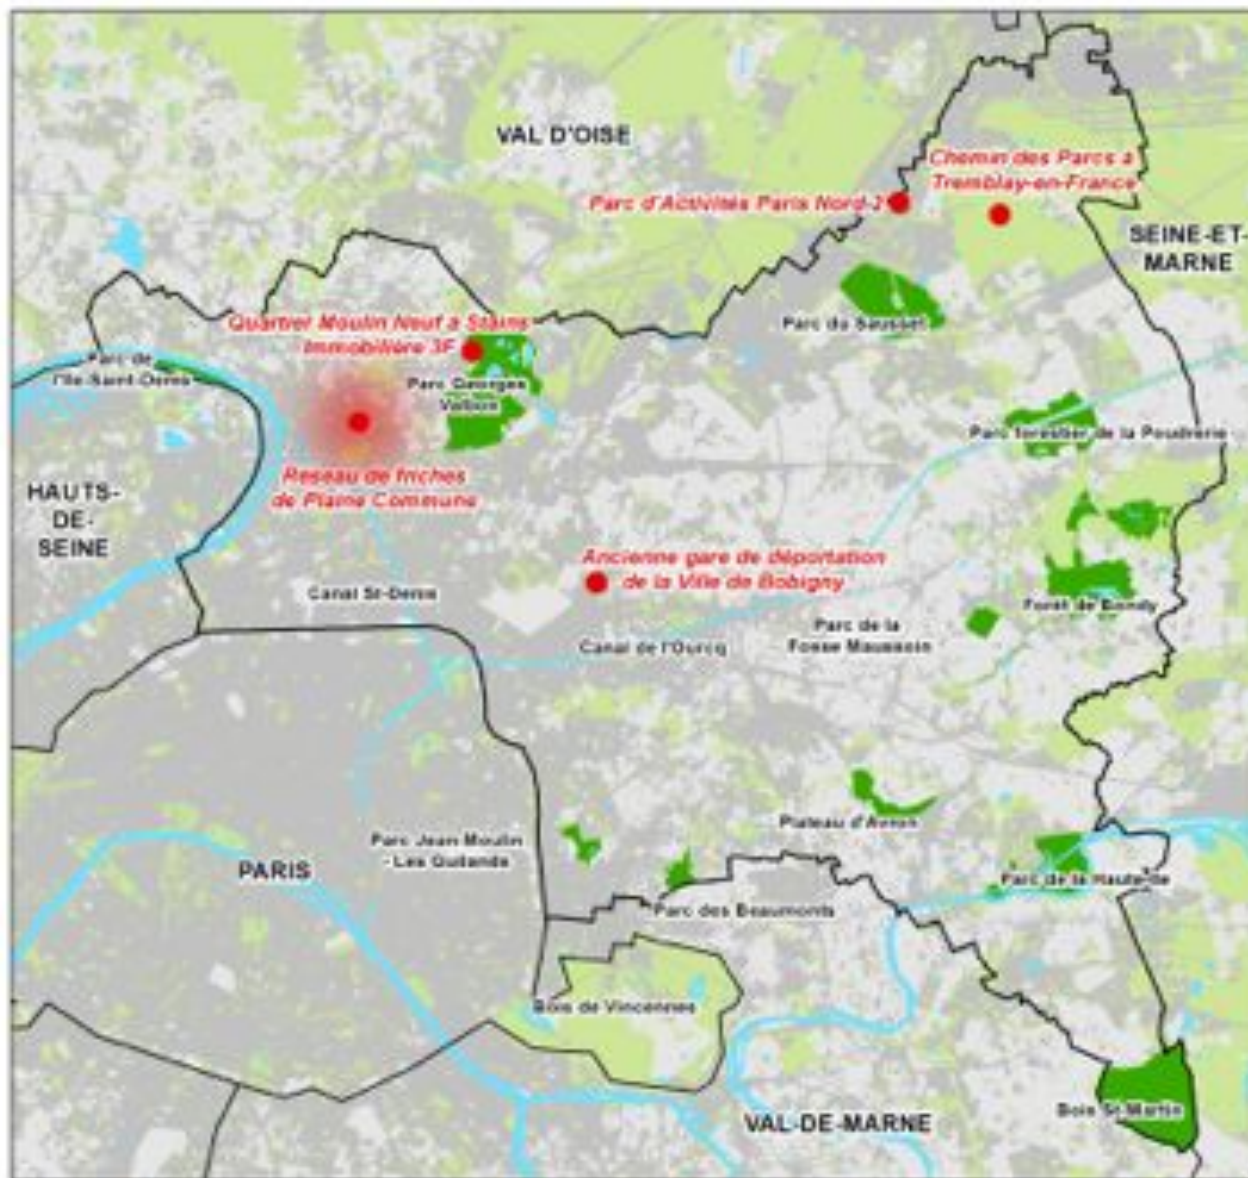 VAL D'OISE
Chemin des Parcs à
Tremblay-en-France
Parc d'Activités Paris Nord-2
SEINE-ET-
MARNE
Quartier Moulin Neuf à Stains
Immobilière 3F
Parc du Sausset
Parc de
l'Ile-Saint-Denis
Parc Georges
Valbon
Parc forestier de la Poudrerie
Réseau de friches
de Plaine Commune
HAUTS-
DE-
SEINE
Ancienne gare de déportation
de la Ville de Bobigny
Canal St-Denis
Forêt de Bondy
Parc de la
Fosse Maussoin
Canal de l'Ourcq
Plateau d'Avron
Parc Jean Moulin
- Les Guilands
PARIS
Parc de la Haute-Ile
Parc des Beaumonts
Bois de Vincennes
Bois St-Martin
VAL-DE-MARNE